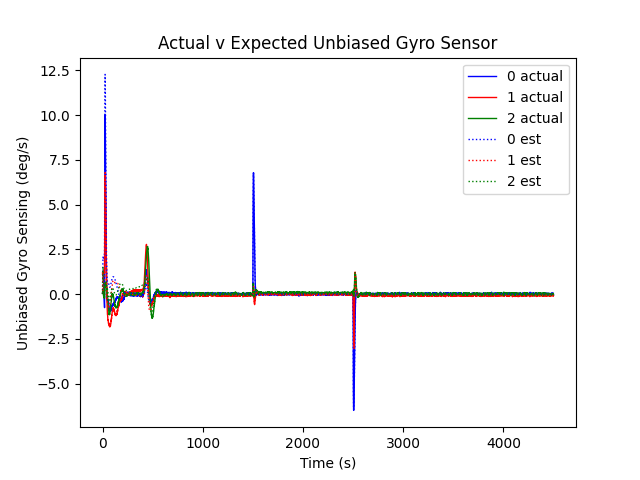 Actual v Expected Unbiased Gyro Sensor
12.5
10.0
7.5
5.0
2.5
0.0
−2.5
−5.0
Unbiased Gyro Sensing (deg/s)
0 actual
1 actual
2 actual
0 est
1 est
2 est
0 1000 2000 3000 4000
Time (s)